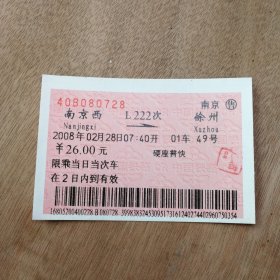 40B080728 南京(售)
南京西 L222次 徐州
Nanjingxi Xuzhou
2008年02月28日07:40开 01车 49号
¥26.00元 硬座普快
限乘当日当次车
在2日内到有效